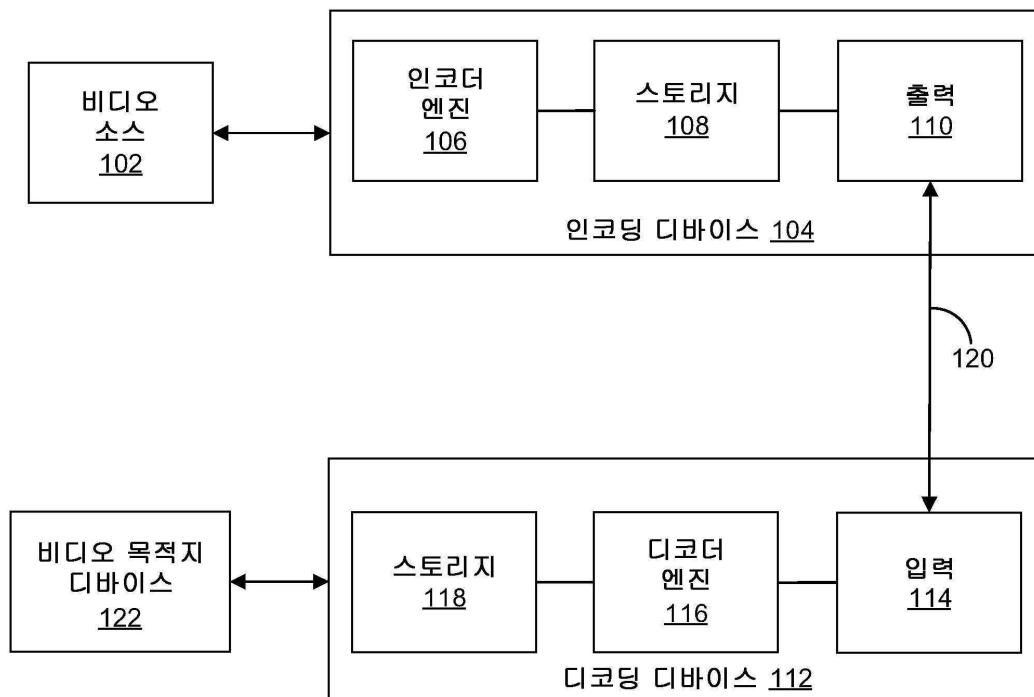 비디오
소스
102
인코더
엔진
106
스토리지
108
출력
110
인코딩 디바이스 104
120
비디오 목적지
디바이스
122
스토리지
118
디코더
엔진
116
입력
114
디코딩 디바이스 112